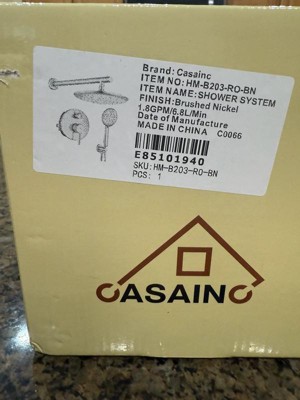 Brand: Casainc
ITEM NO: HM-B203-RO-BN
ITEM NAME: SHOWER SYSTEM
FINISH: Brushed Nickel
1.8GPM/6.8L/Min
Date of Manufacture
MADE IN CHINA C0066
E85101940
SKU: HM-B203-RO-BN
PCS: 1
CASAINC